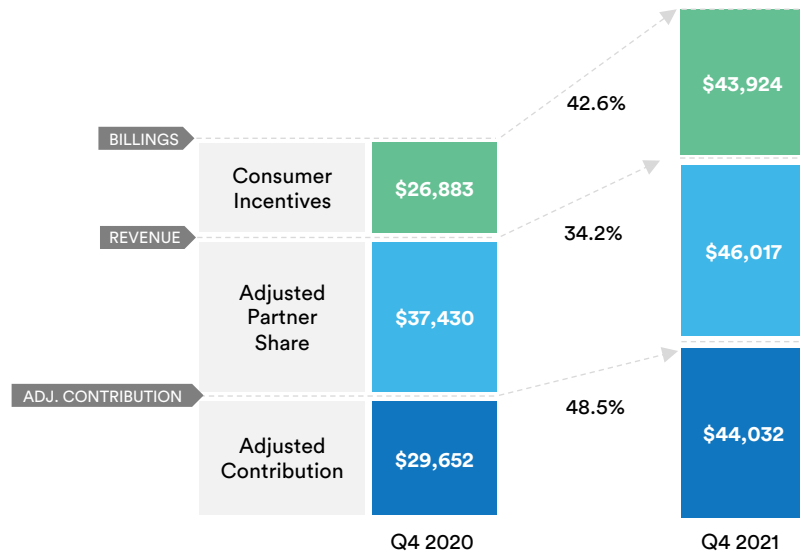 $43,924
42.6%
BILLINGS
Consumer
Incentives
$26,883
REVENUE
34.2%
$46,017
Adjusted
Partner
Share
$37,430
ADJ. CONTRIBUTION
48.5%
$44,032
Adjusted
Contribution
$29,652
Q4 2020
Q4 2021